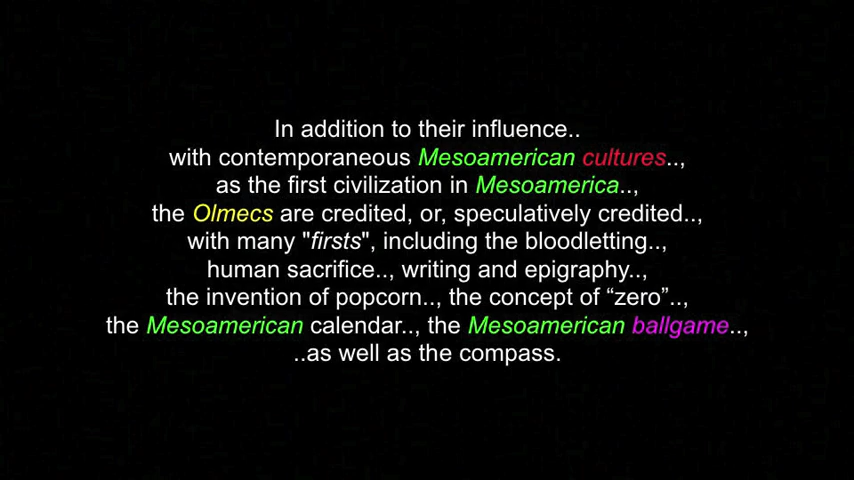 In addition to their influence..
with contemporaneous Mesoamerican cultures..,
as the first civilization in Mesoamerica..,
the Olmecs are credited, or, speculatively credited..,
with many "firsts", including the bloodletting..,
human sacrifice.., writing and epigraphy..,
the invention of popcorn.., the concept of “zero”..,
the Mesoamerican calendar.., the Mesoamerican ballgame..,
..as well as the compass.